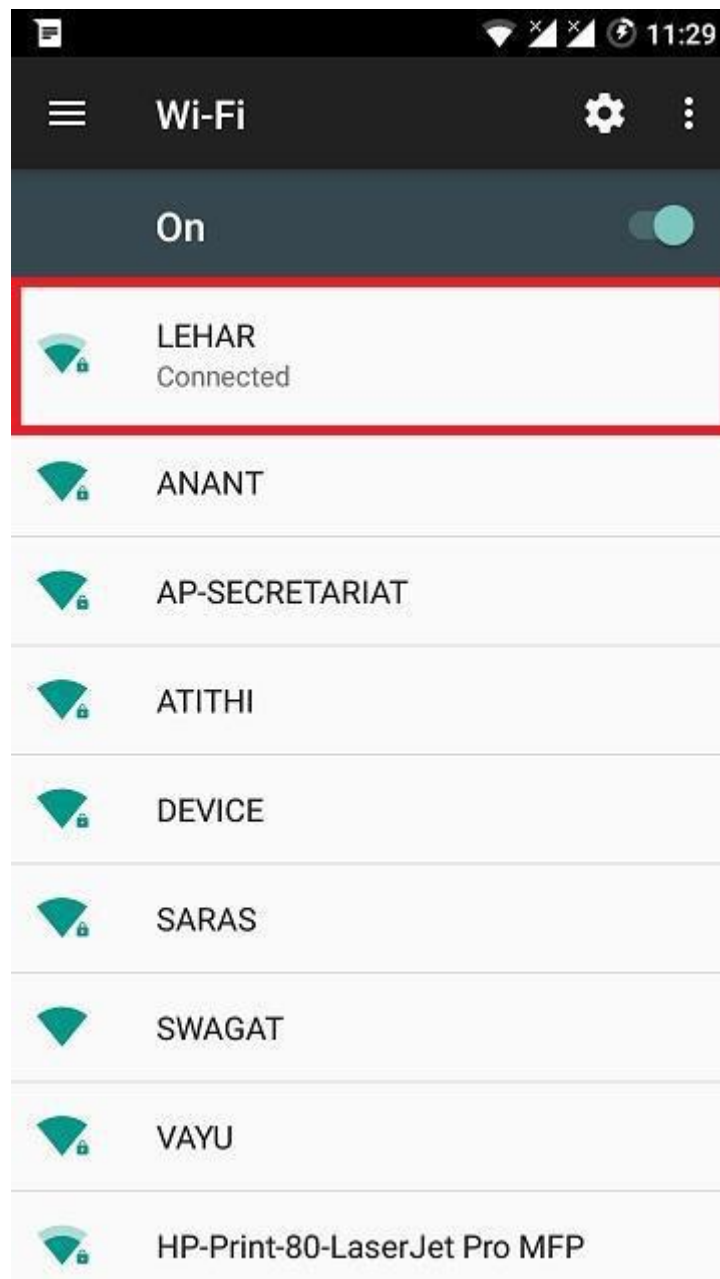 11:29
Wi-Fi
On
LEHAR
Connected
ANANT
AP-SECRETARIAT
ATITHI
DEVICE
SARAS
SWAGAT
VAYU
HP-Print-80-LaserJet Pro MFP